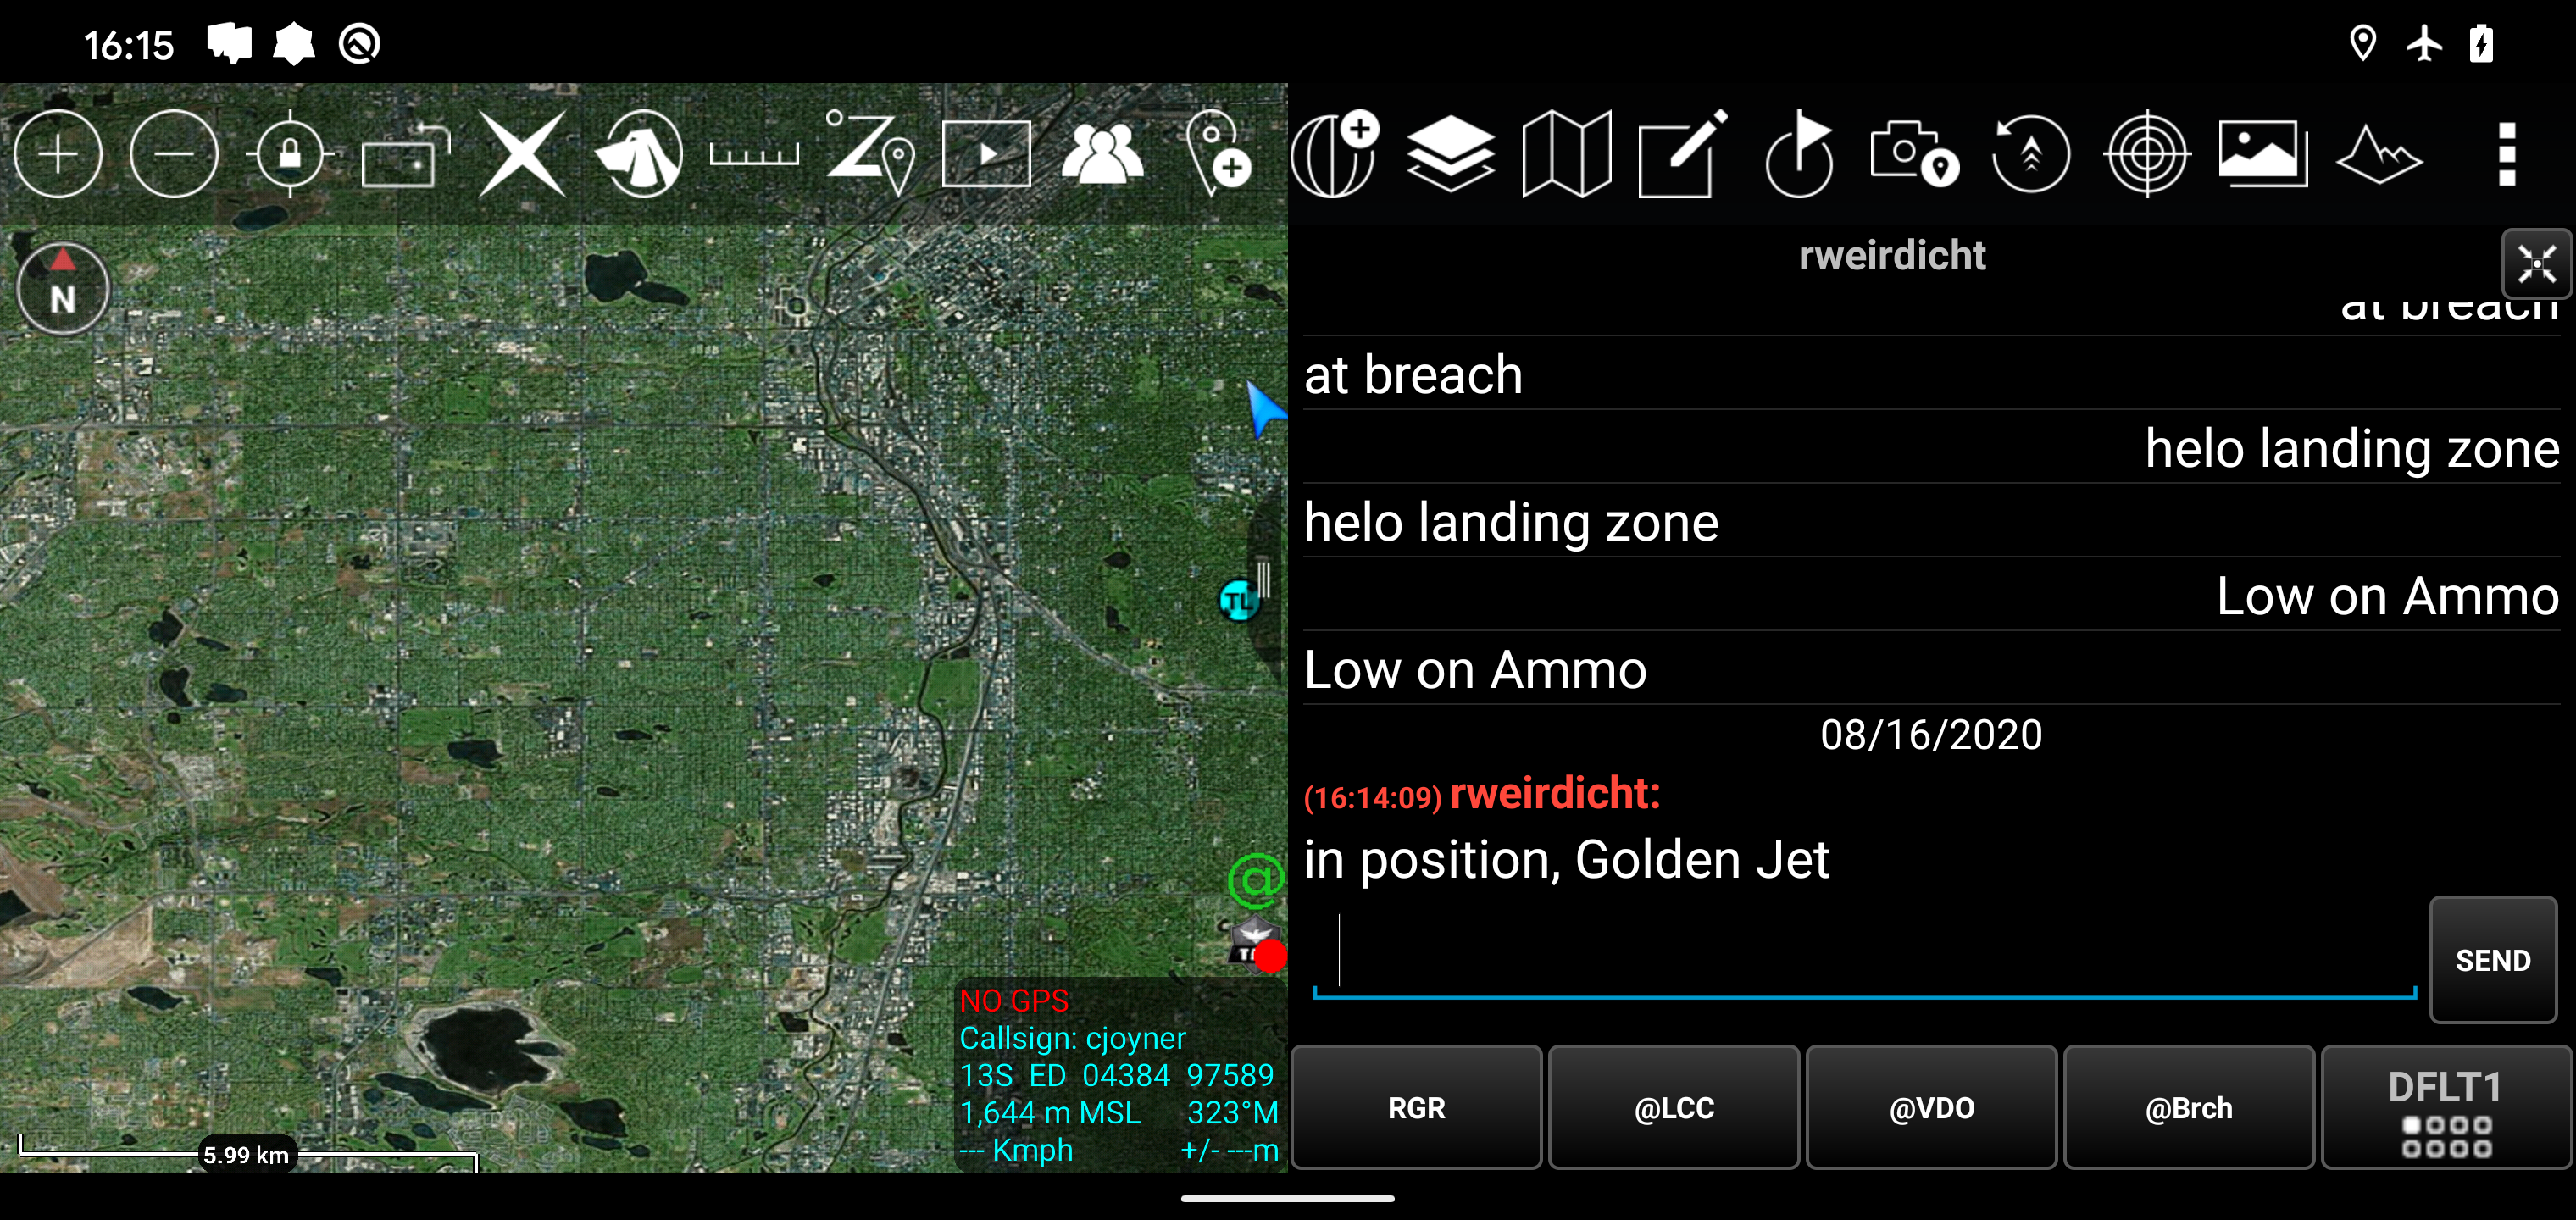 16:15
N
rweirdicht
at breach
at breach
helo landing zone
helo landing zone
Low on Ammo
Low on Ammo
08/16/2020
(16:14:09) rweirdicht:
in position, Golden Jet
SEND
RGR
@LCC
@VDO
@Brch
DFLT1
TL
@
NO GPS
Callsign: cjoyner
13S ED 04384 97589
1,644 m MSL 323°M
--- Kmph +/- ---m
5.99 km